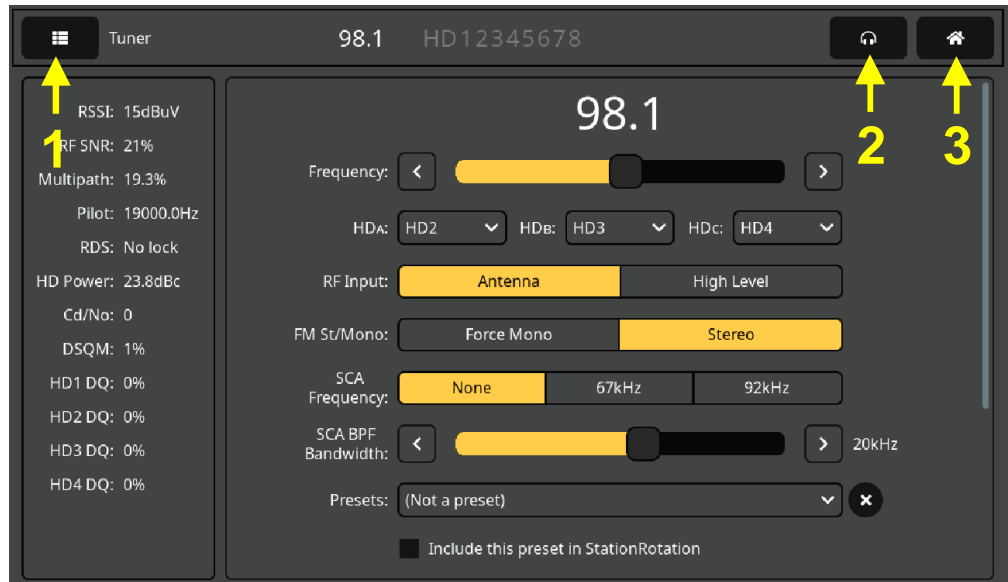 Tuner 98.1 HD12345678
1 2 3
RSSI: 15dBuV
RF SNR: 21%
Multipath: 19.3%
Pilot: 19000.0Hz
RDS: No lock
HD Power: 23.8dBc
Cd/No: 0
DSQM: 1%
HD1 DQ: 0%
HD2 DQ: 0%
HD3 DQ: 0%
HD4 DQ: 0%
98.1
Frequency:
HDA: HD2 HDB: HD3 HDC: HD4
RF Input: Antenna High Level
FM St/Mono: Force Mono Stereo
SCA
Frequency: None 67kHz 92kHz
SCA BPF
Bandwidth: 20kHz
Presets: (Not a preset)
Include this preset in StationRotation